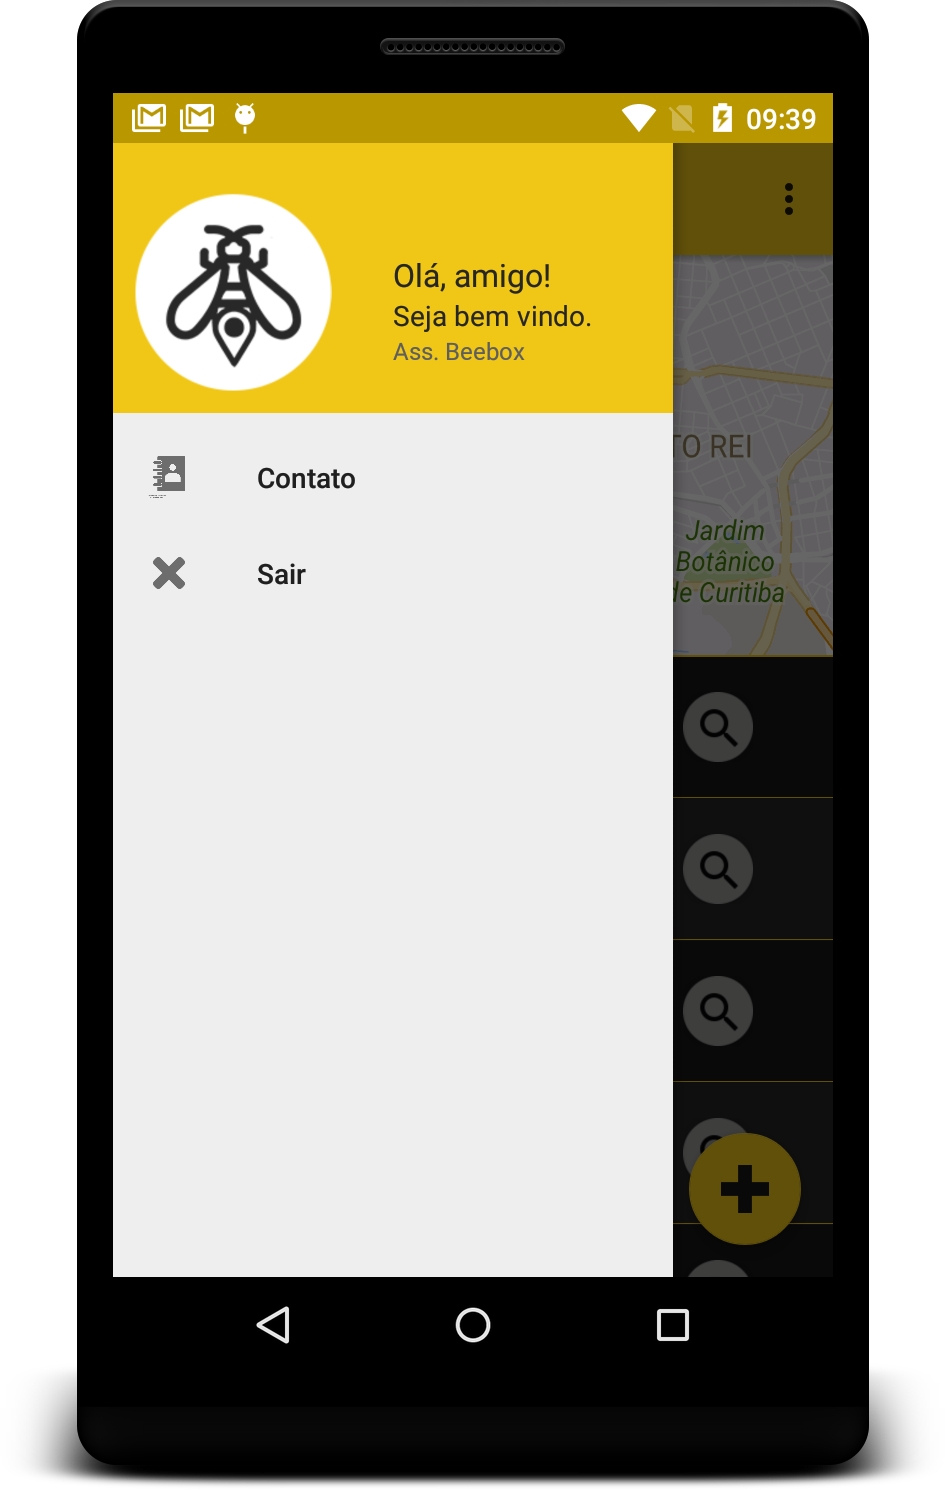 09:39
Olá, amigo!
Seja bem vindo.
Ass. Beebox
Contato
Sair
TO REI
Jardim
Botânico
de Curitiba